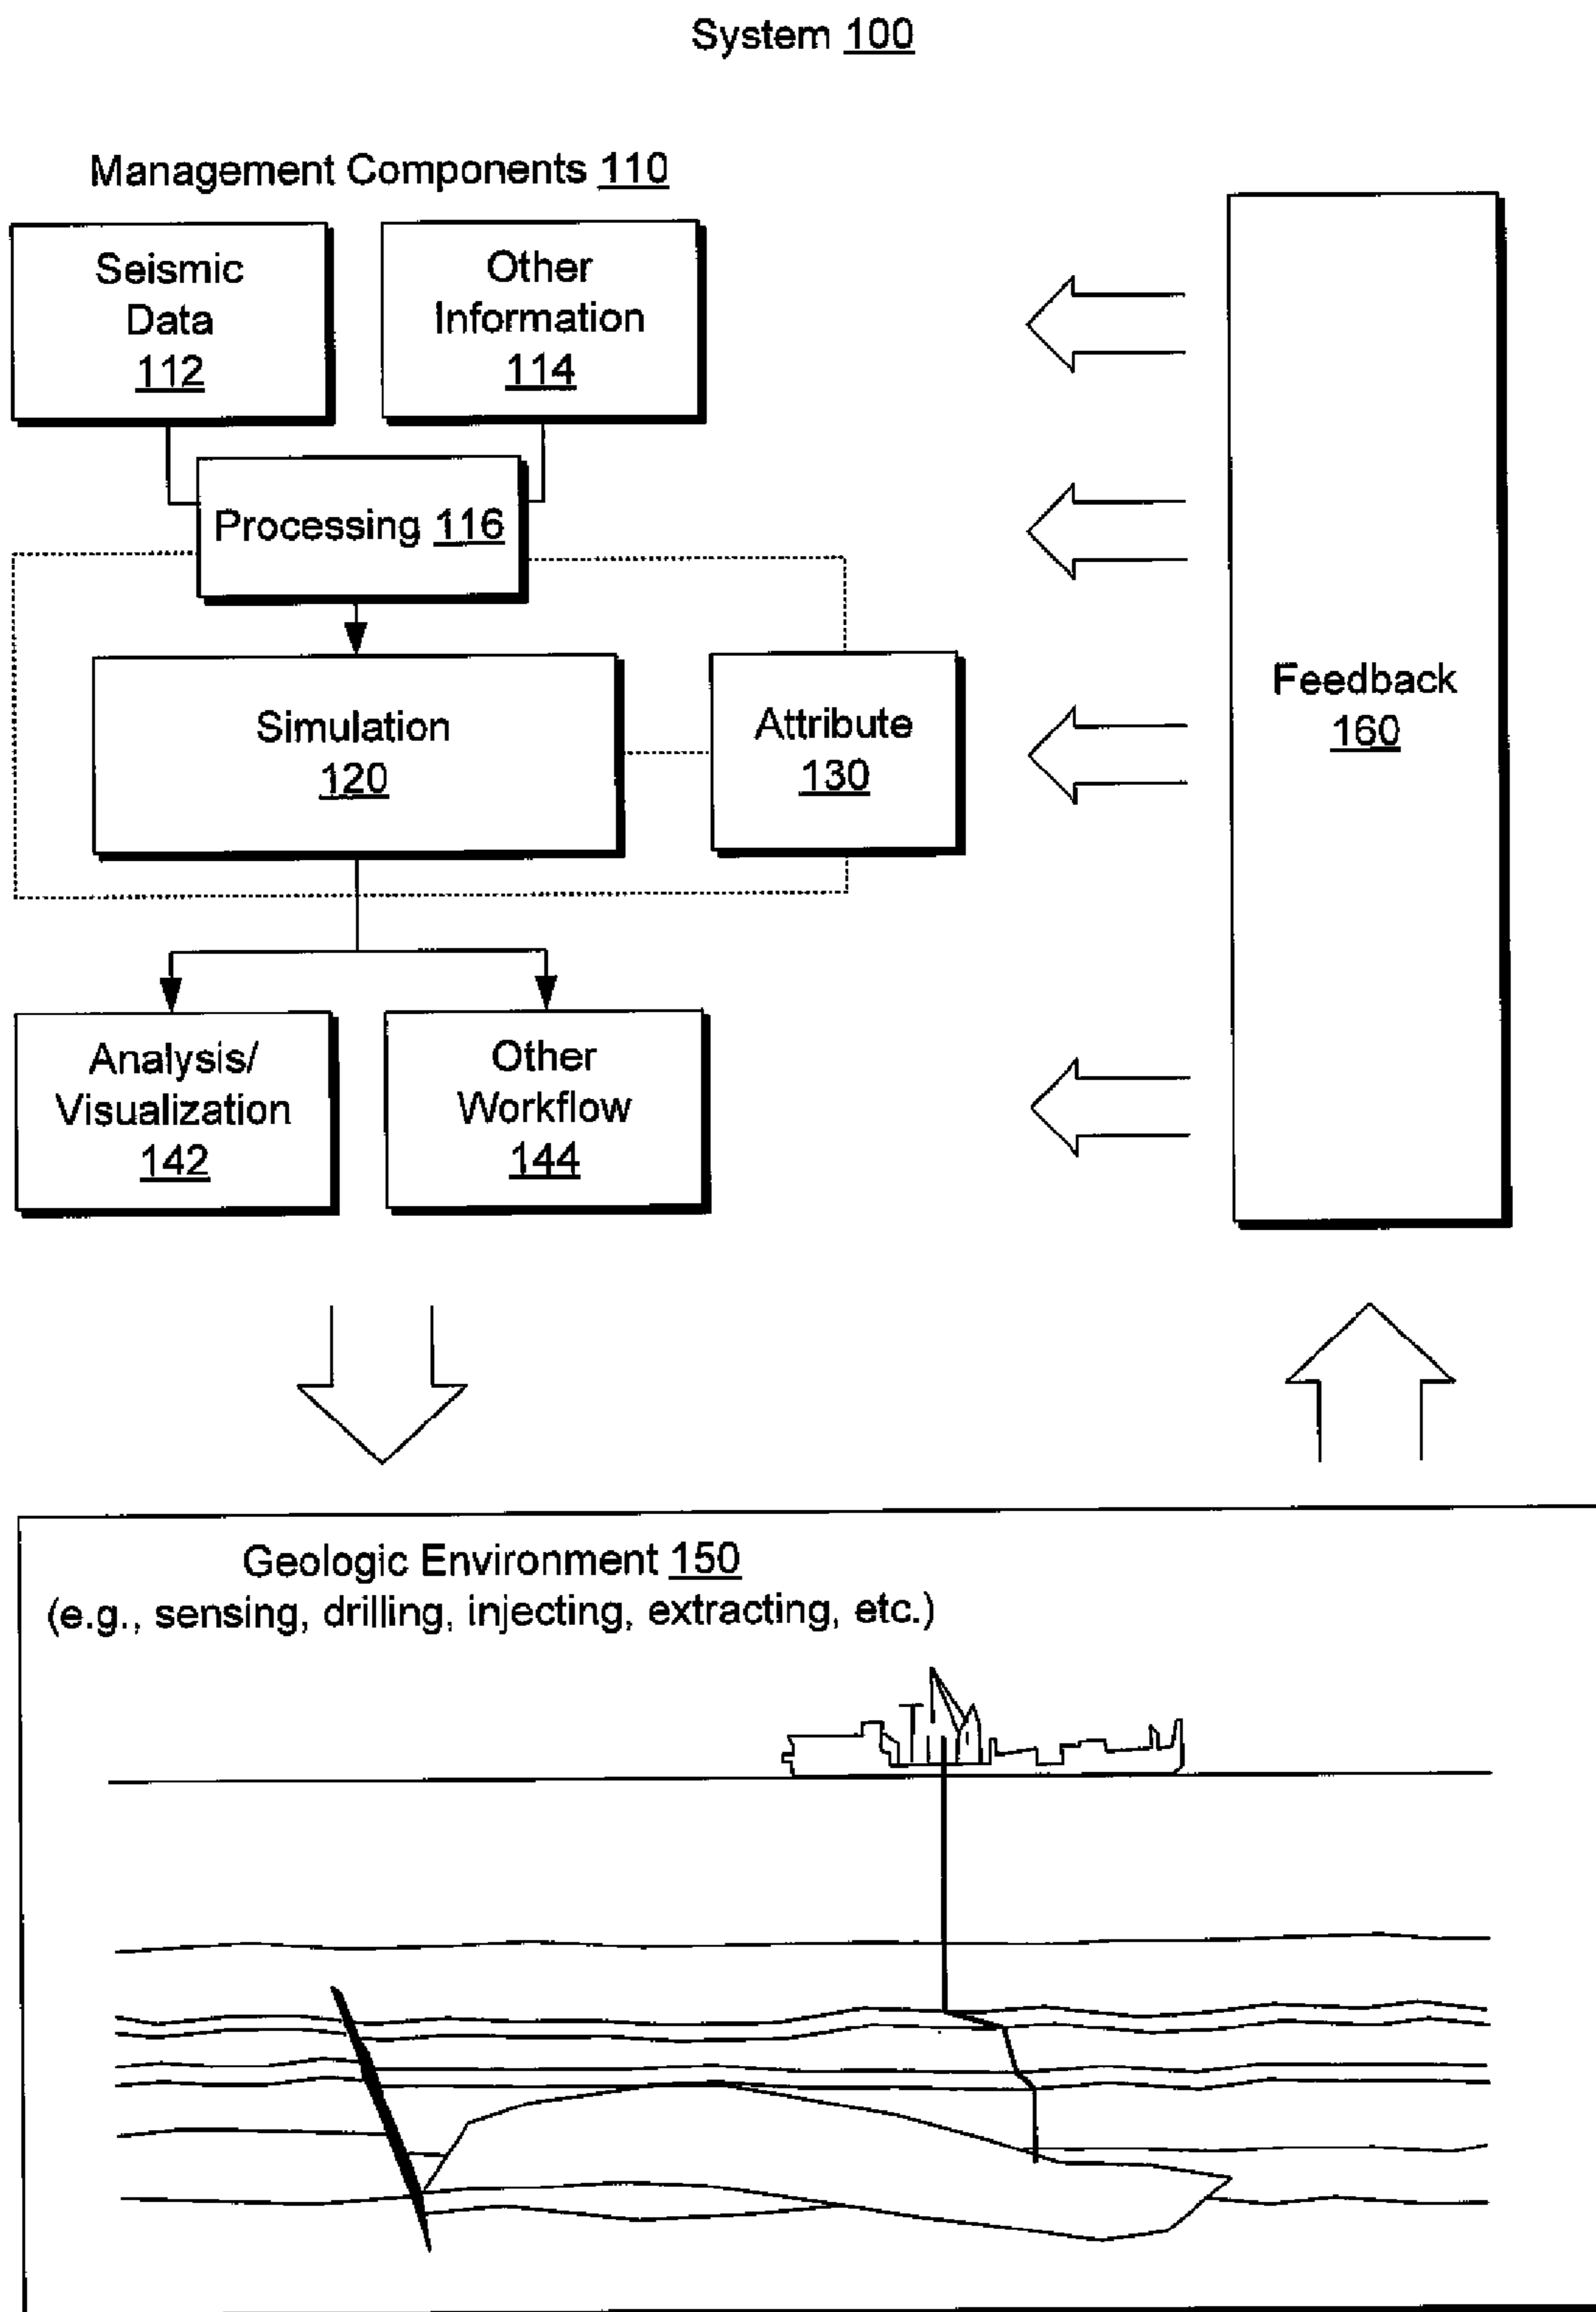 System 100
Management Components 110
Seismic
Data
112
Other
Information
114
Processing 116
Simulation
120
Attribute
130
Feedback
160
Analysis/
Visualization
142
Other
Workflow
144
Geologic Environment 150
(e.g., sensing, drilling, injecting, extracting, etc.)